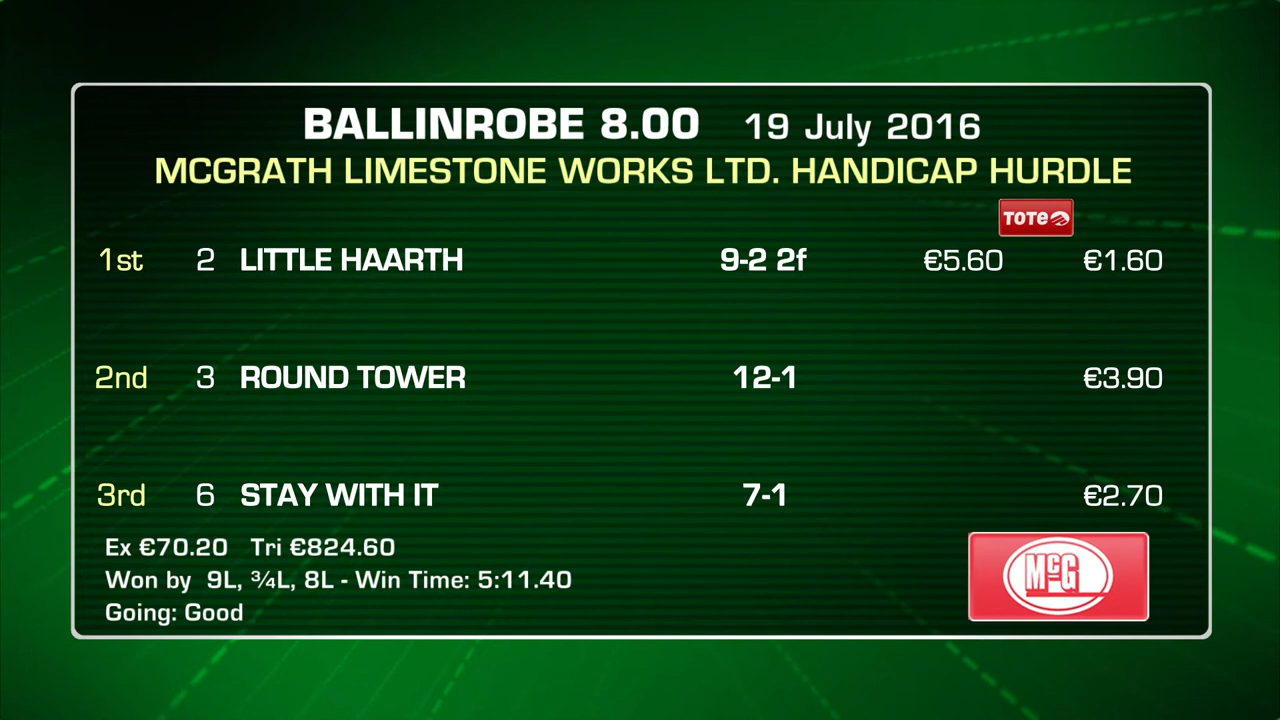 BALLINROBE 8.00 19 July 2016
MCGRATH LIMESTONE WORKS LTD. HANDICAP HURDLE
TOTE
1st 2 LITTLE HAARTH 9-2 2f €5.60 €1.60
2nd 3 ROUND TOWER 12-1 €3.90
3rd 6 STAY WITH IT 7-1 €2.70
Ex €70.20 Tri €824.60
Won by 9L, ¾L, 8L - Win Time: 5:11.40
Going: Good
McG